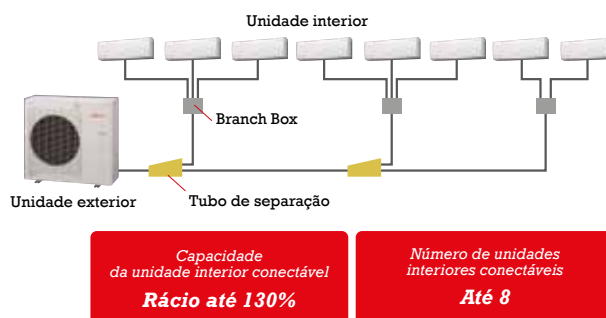 Unidade interior
Branch Box
Unidade exterior
Tubo de separação
Capacidade
da unidade interior conectável
Rácio até 130%
Número de unidades
interiores conectáveis
Até 8